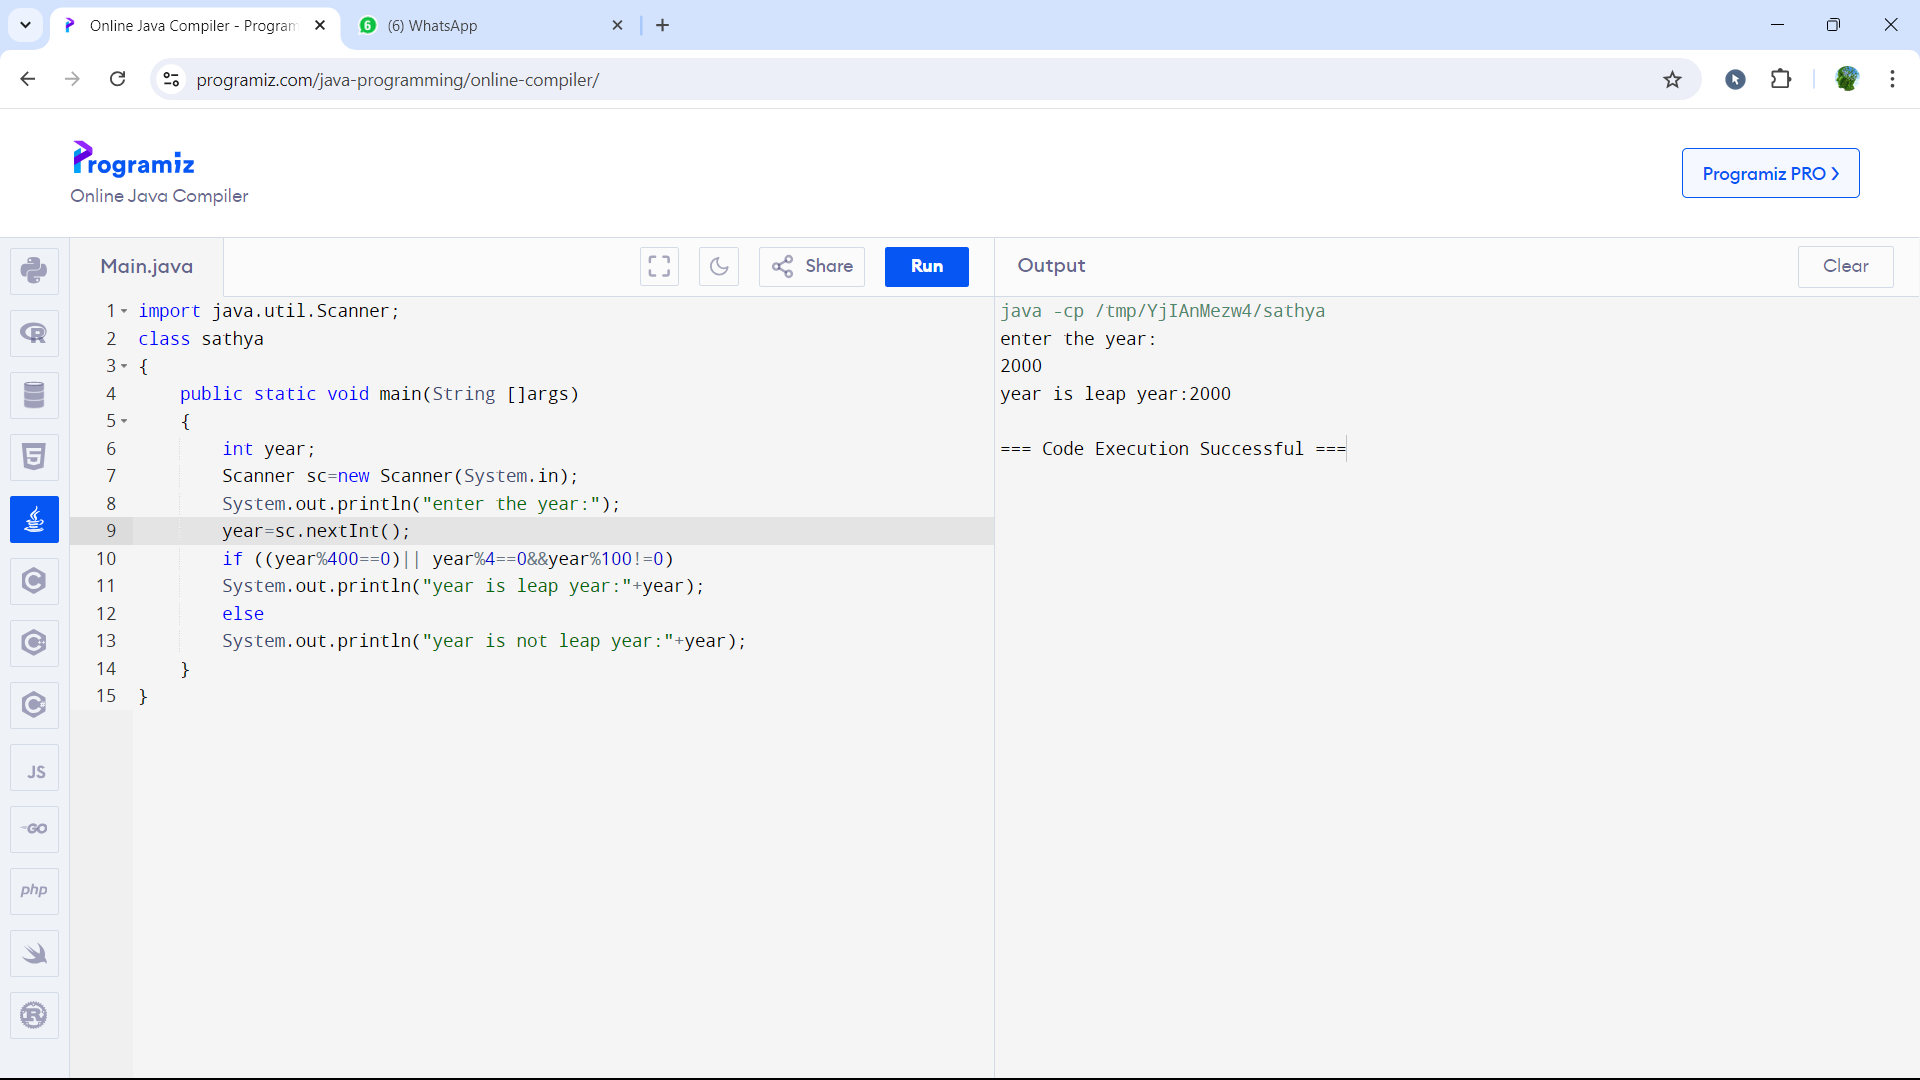 Online Java Compiler - Program
6 (6) WhatsApp
programiz.com/java-programming/online-compiler/
Programiz
Online Java Compiler
Programiz PRO
Main.java
Share
Run
Output
Clear
1 import java.util.Scanner;
2 class sathya
3 {
4 public static void main(String []args)
5 {
6 int year;
7 Scanner sc=new Scanner(System.in);
8 System.out.println("enter the year:");
9 year=sc.nextInt();
10 if ((year%400==0)|| year%4==0&&year%100!=0)
11 System.out.println("year is leap year:"+year);
12 else
13 System.out.println("year is not leap year:"+year);
14 }
15 }
java -cp /tmp/YjIAnMezw4/sathya
enter the year:
2000
year is leap year:2000
=== Code Execution Successful ===
R
5
C
C
C
JS
GO
php
R